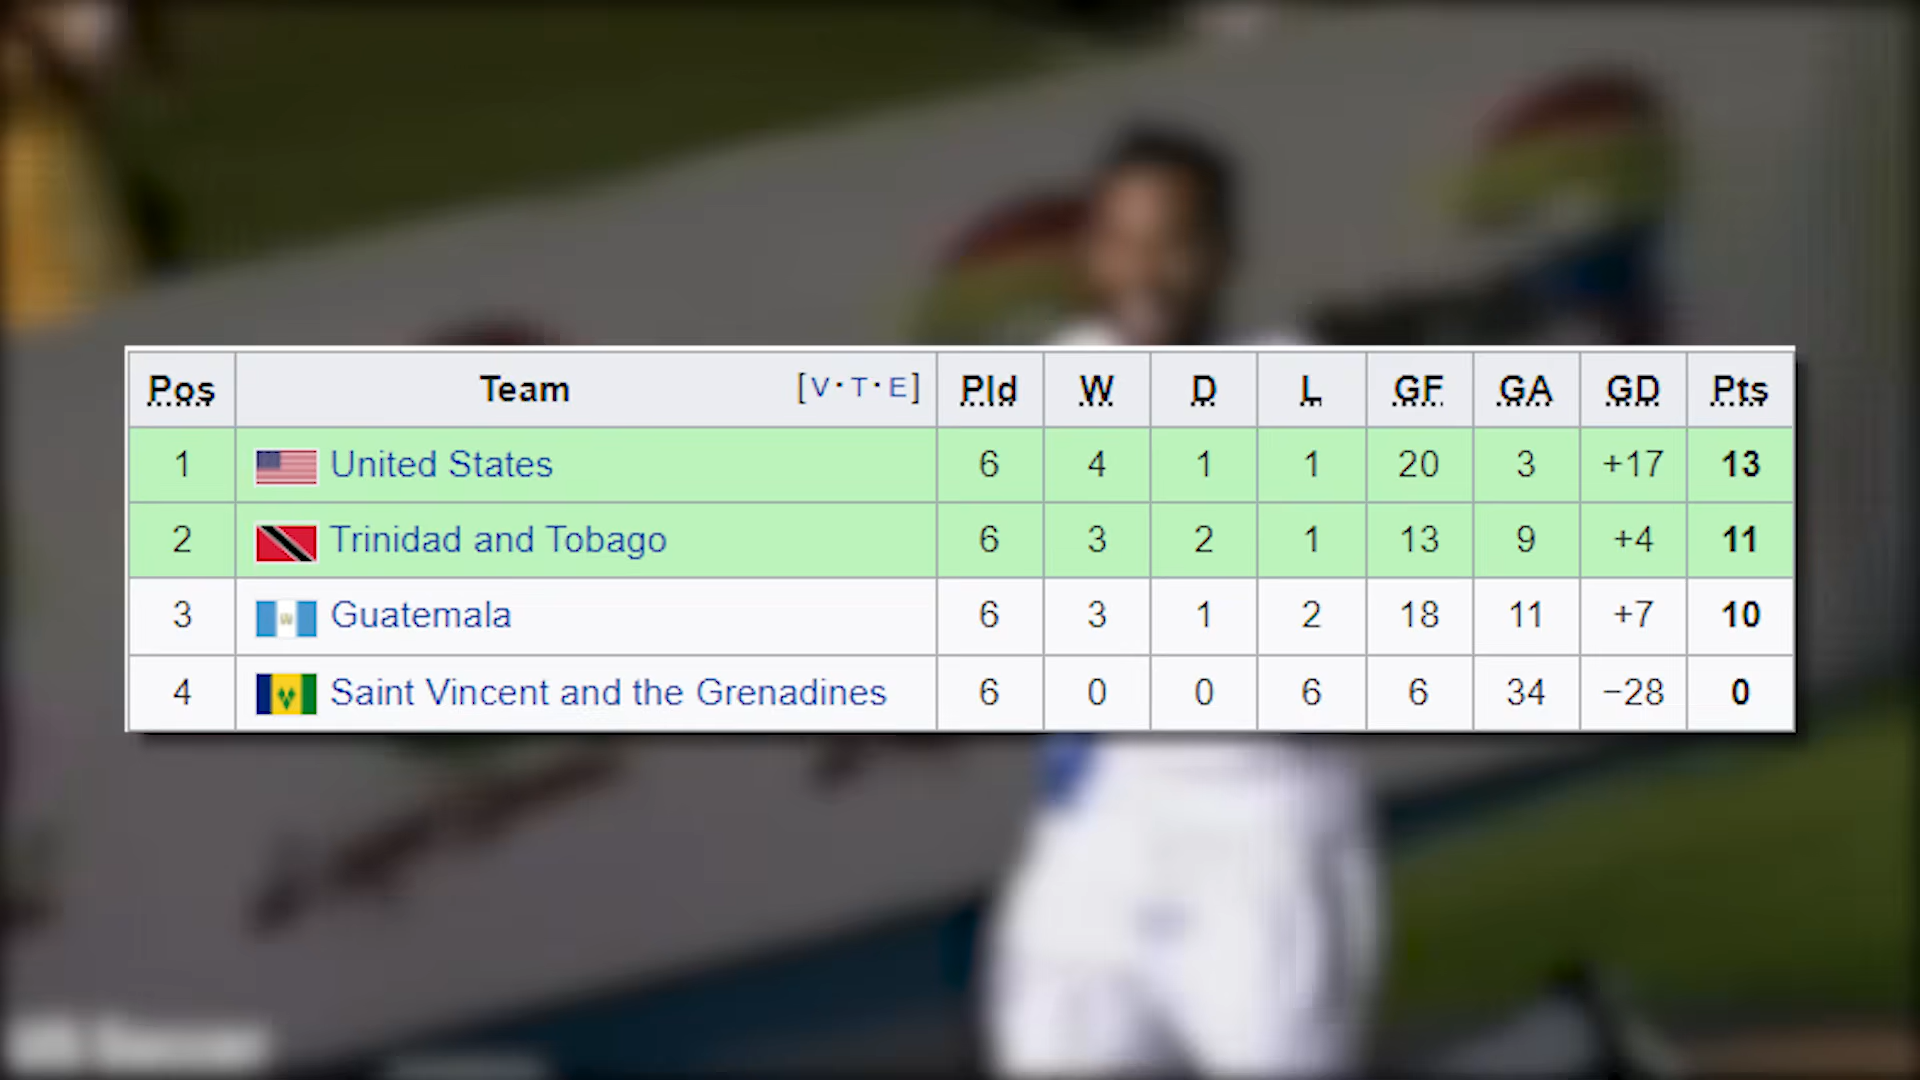 Pos Team [V·T·E] Pld W D L GF GA GD Pts
1 United States 6 4 1 1 20 3 +17 13
2 Trinidad and Tobago 6 3 2 1 13 9 +4 11
3 Guatemala 6 3 1 2 18 11 +7 10
4 Saint Vincent and the Grenadines 6 0 0 6 6 34 −28 0